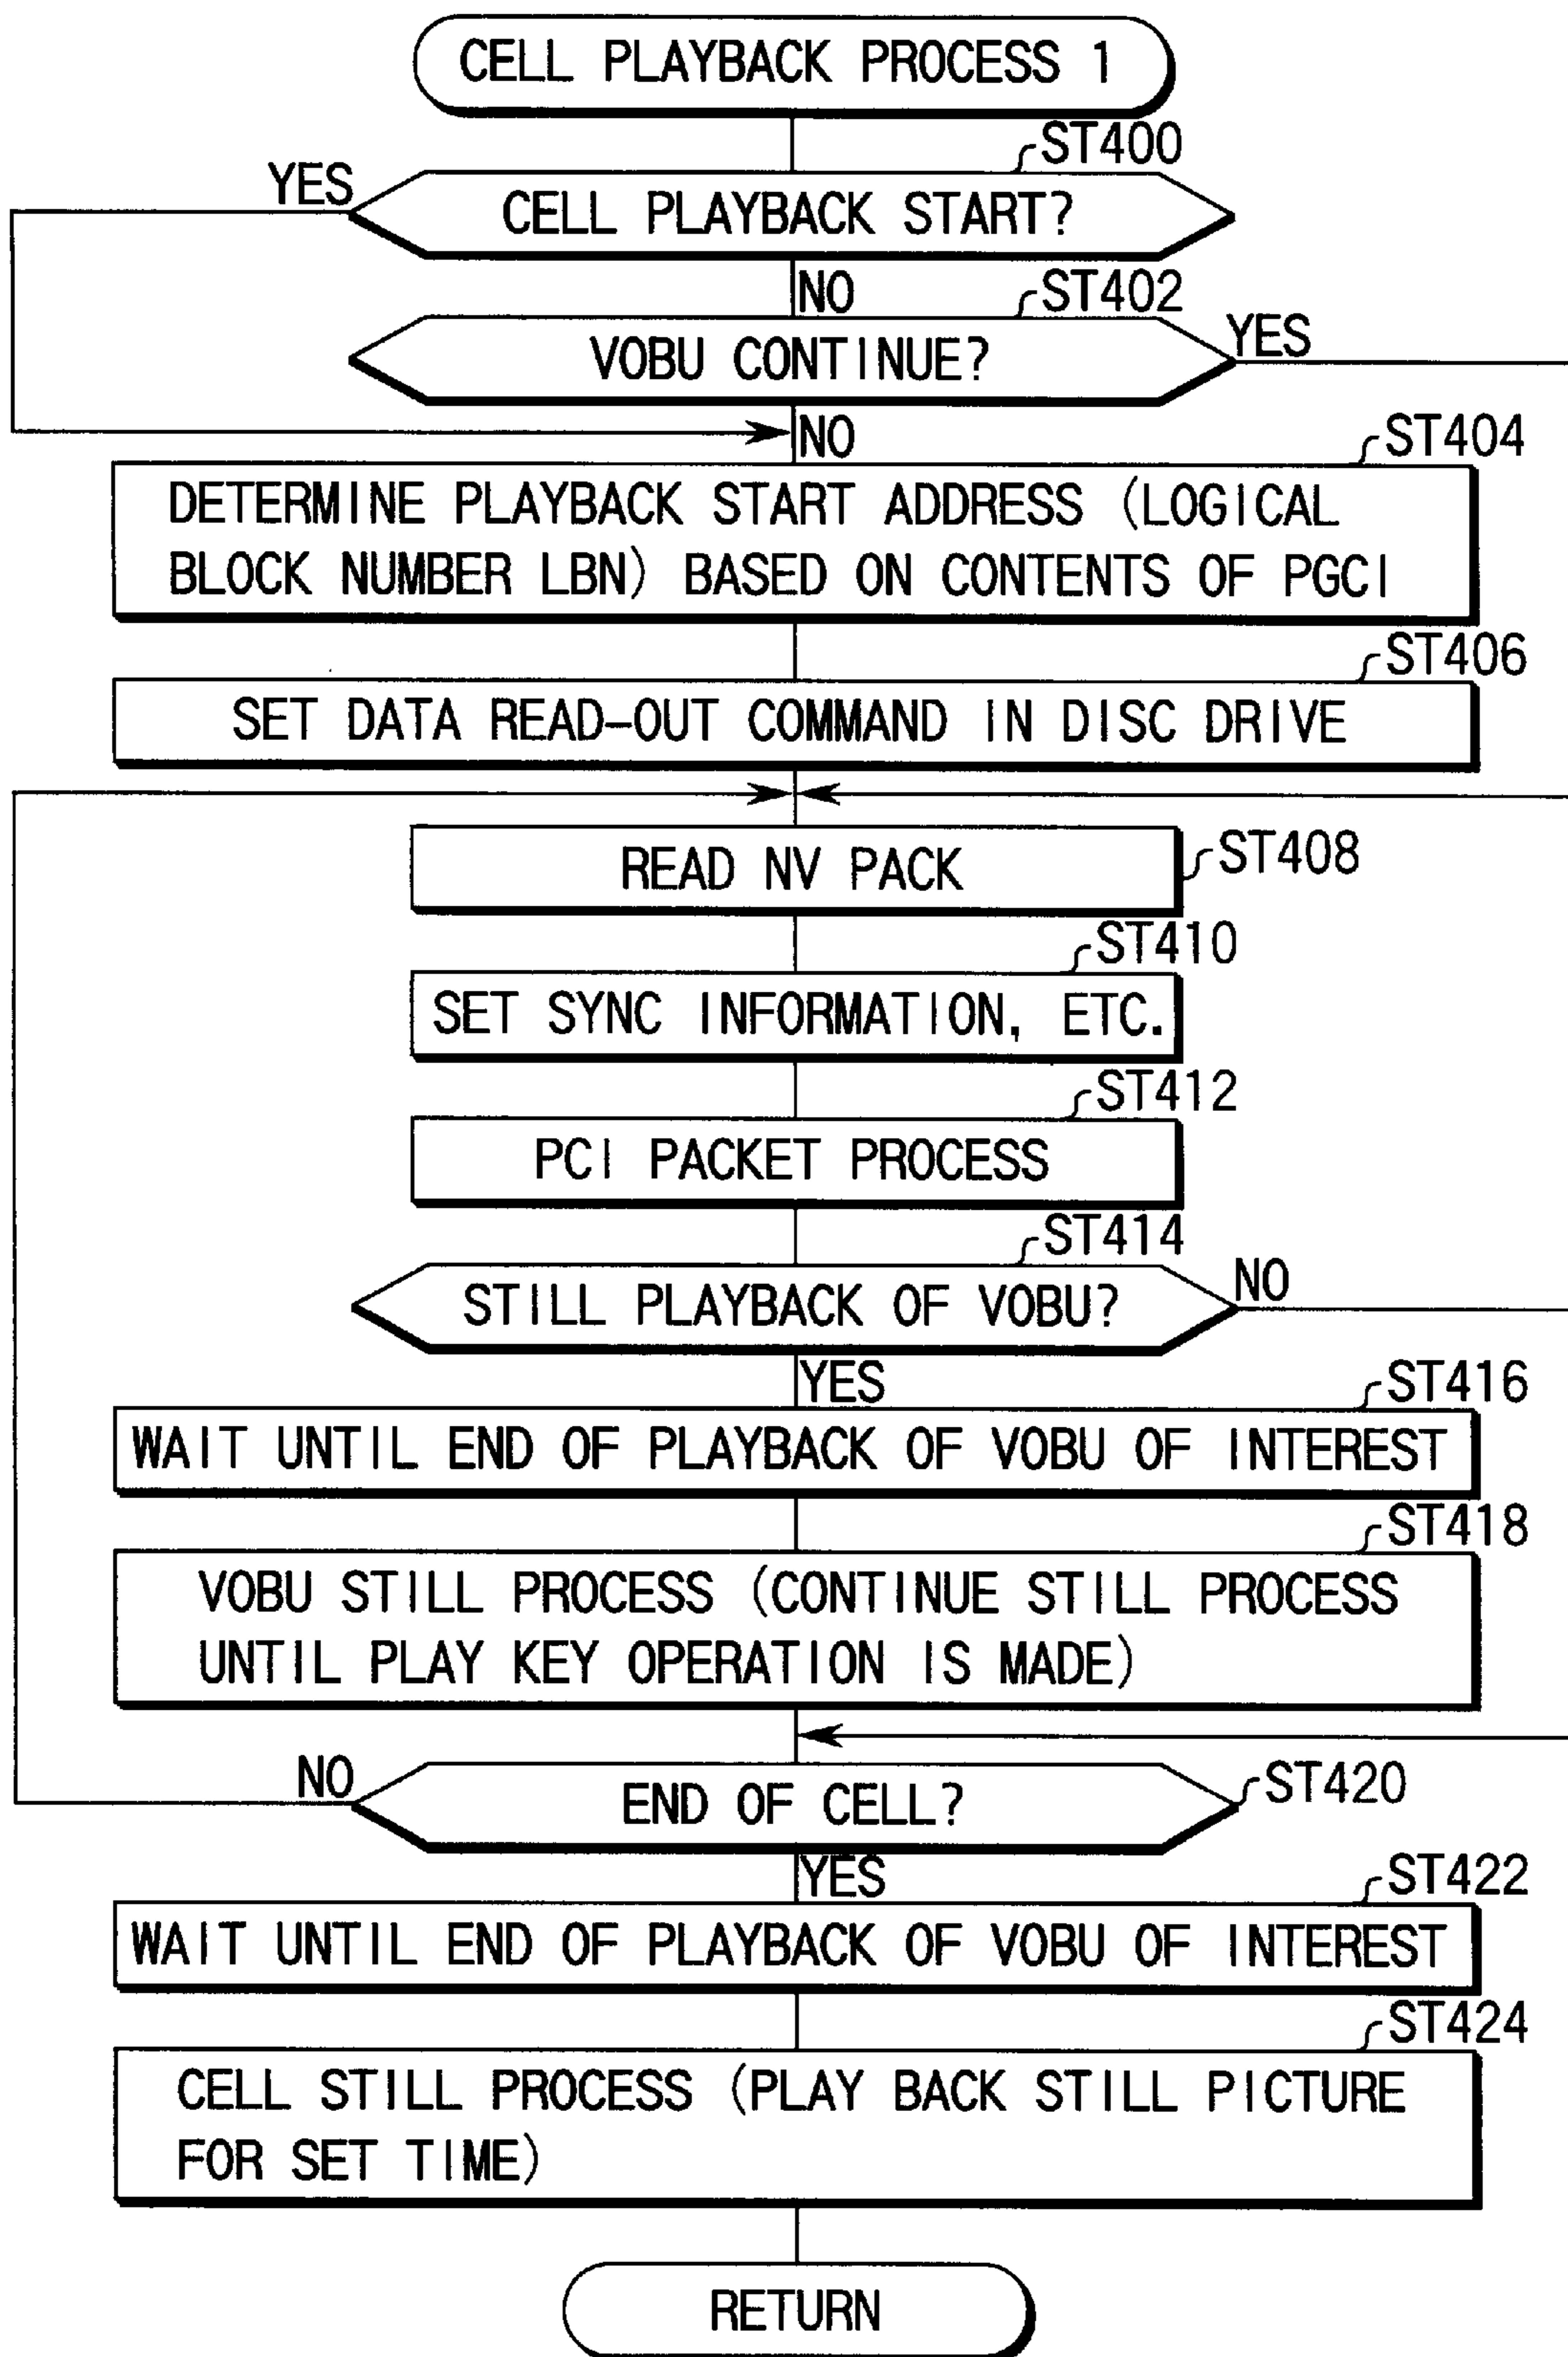 CELL PLAYBACK PROCESS 1
ST400
YES
CELL PLAYBACK START?
NO
ST402
VOBU CONTINUE?
YES
NO
ST404
DETERMINE PLAYBACK START ADDRESS (LOGICAL
BLOCK NUMBER LBN) BASED ON CONTENTS OF PGCI
ST406
SET DATA READ-OUT COMMAND IN DISC DRIVE
READ NV PACK
ST408
ST410
SET SYNC INFORMATION, ETC.
ST412
PCI PACKET PROCESS
ST414
STILL PLAYBACK OF VOBU?
NO
YES
ST416
WAIT UNTIL END OF PLAYBACK OF VOBU OF INTEREST
ST418
VOBU STILL PROCESS (CONTINUE STILL PROCESS
UNTIL PLAY KEY OPERATION IS MADE)
NO
END OF CELL?
ST420
YES
ST422
WAIT UNTIL END OF PLAYBACK OF VOBU OF INTEREST
ST424
CELL STILL PROCESS (PLAY BACK STILL PICTURE
FOR SET TIME)
RETURN